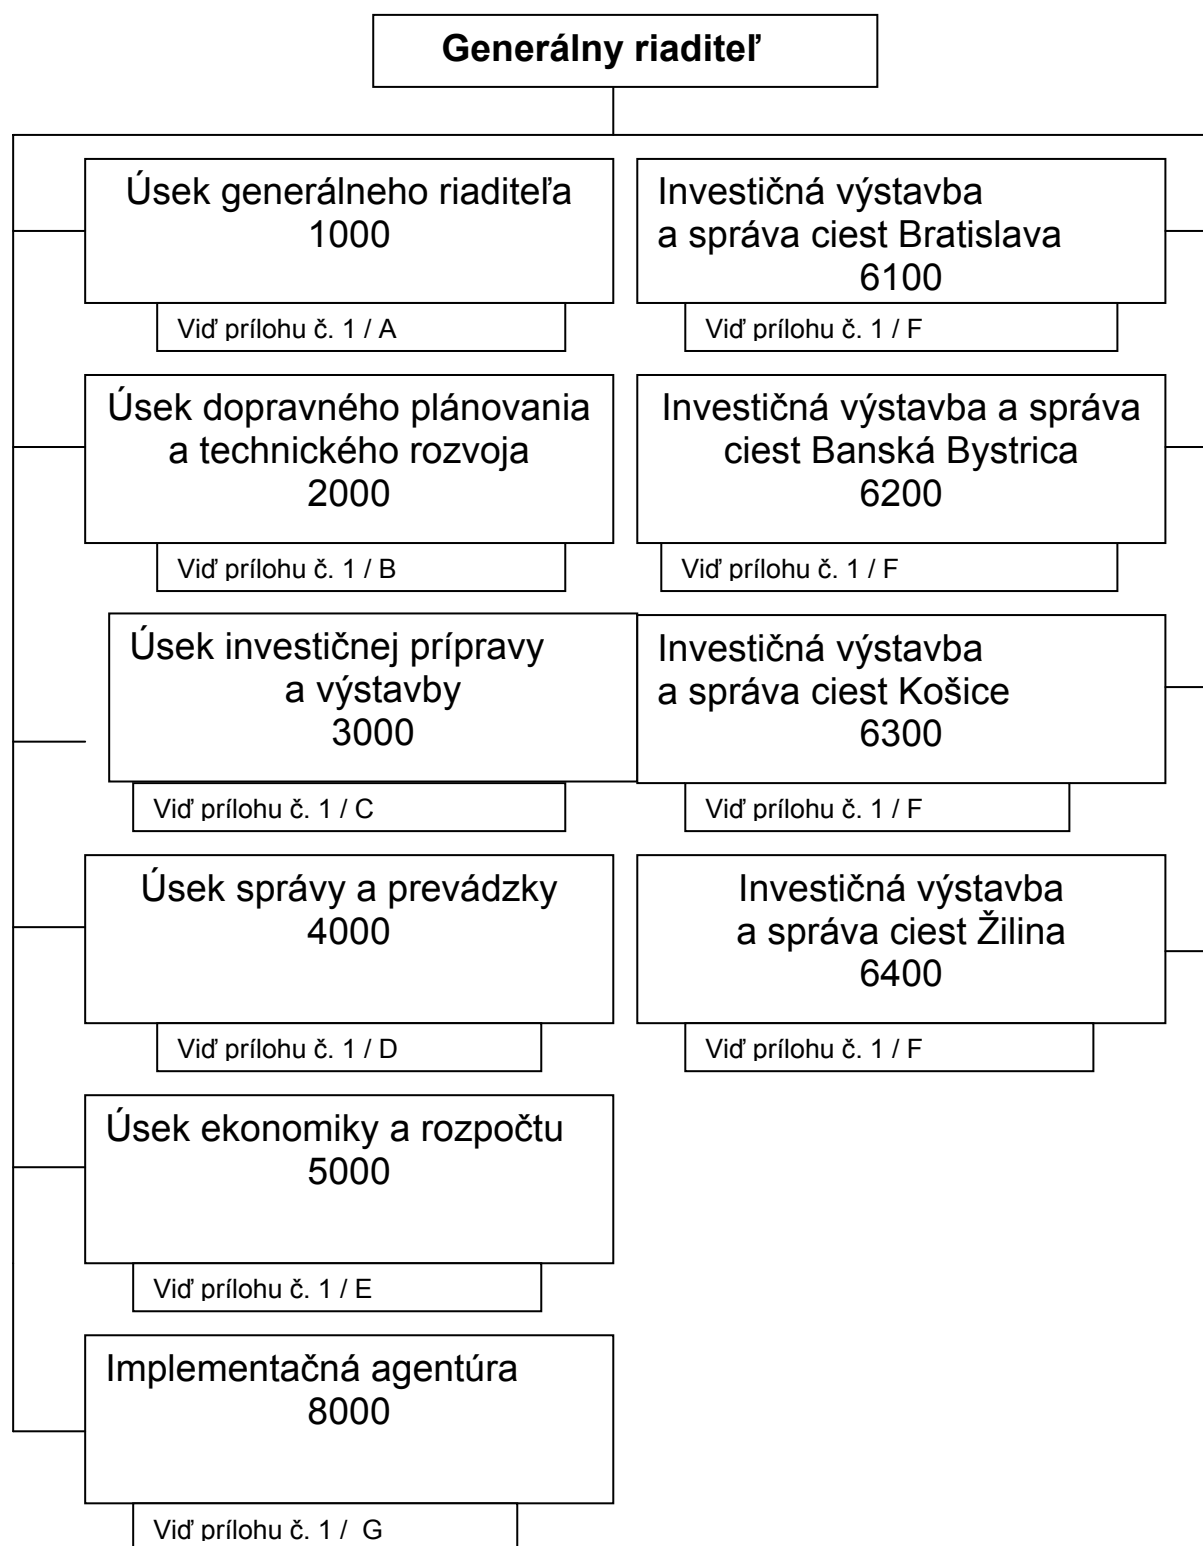 Generálny riaditeľ
Úsek generálneho riaditeľa
1000
Viď prílohu č. 1 / A
Úsek dopravného plánovania
a technického rozvoja
2000
Viď prílohu č. 1 / B
Úsek investičnej prípravy
a výstavby
3000
Viď prílohu č. 1 / C
Úsek správy a prevádzky
4000
Viď prílohu č. 1 / D
Úsek ekonomiky a rozpočtu
5000
Viď prílohu č. 1 / E
Implementačná agentúra
8000
Viď prílohu č. 1 / G
Investičná výstavba
a správa ciest Bratislava
6100
Viď prílohu č. 1 / F
Investičná výstavba a správa
ciest Banská Bystrica
6200
Viď prílohu č. 1 / F
Investičná výstavba
a správa ciest Košice
6300
Viď prílohu č. 1 / F
Investičná výstavba
a správa ciest Žilina
6400
Viď prílohu č. 1 / F